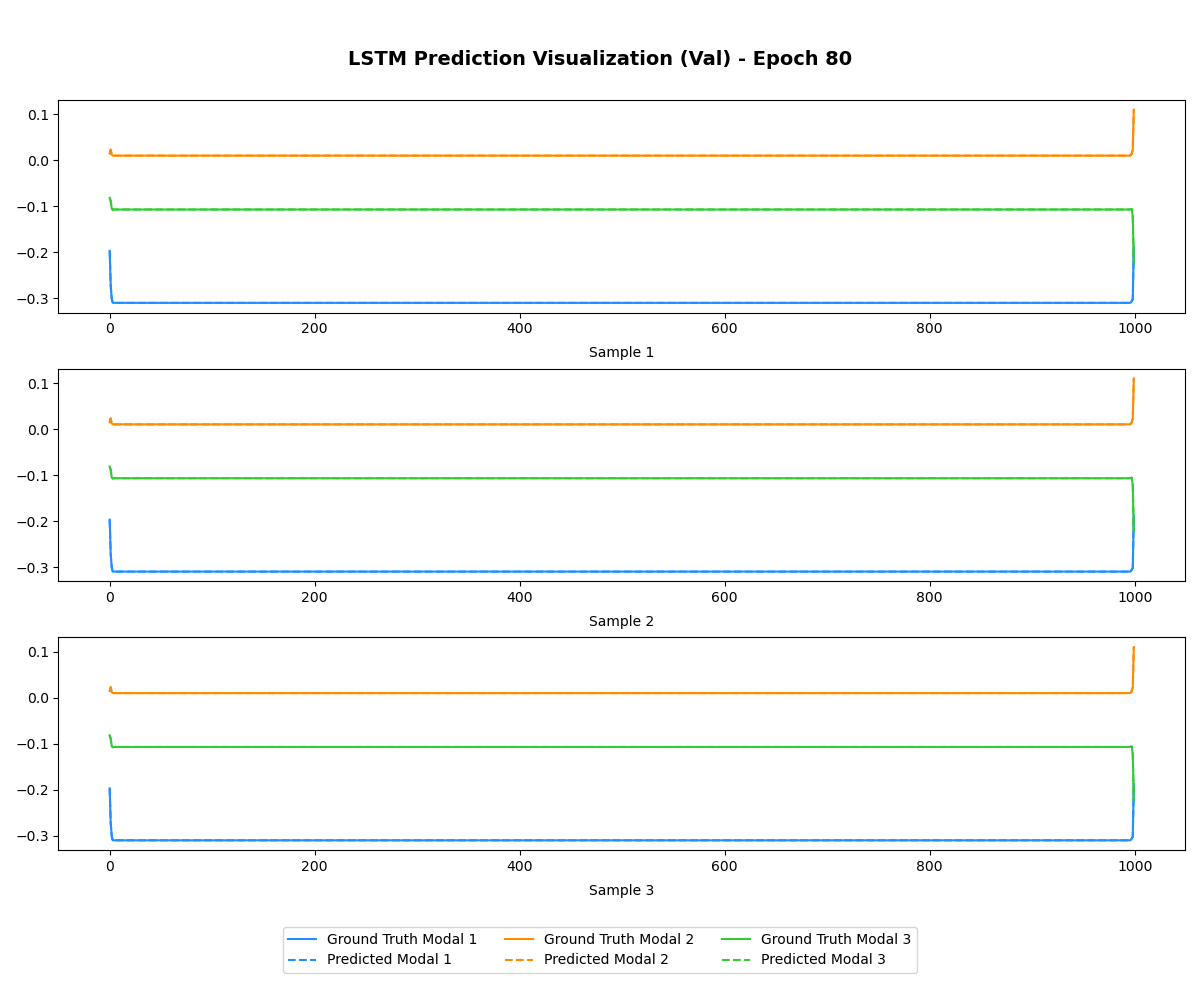 LSTM Prediction Visualization (Val) - Epoch 80
0.1
0.0
−0.1
−0.2
−0.3
0 200 400 600 800 1000
Sample 1
0.1
0.0
−0.1
−0.2
−0.3
0 200 400 600 800 1000
Sample 2
0.1
0.0
−0.1
−0.2
−0.3
0 200 400 600 800 1000
Sample 3
Ground Truth Modal 1 Ground Truth Modal 2 Ground Truth Modal 3
Predicted Modal 1 Predicted Modal 2 Predicted Modal 3